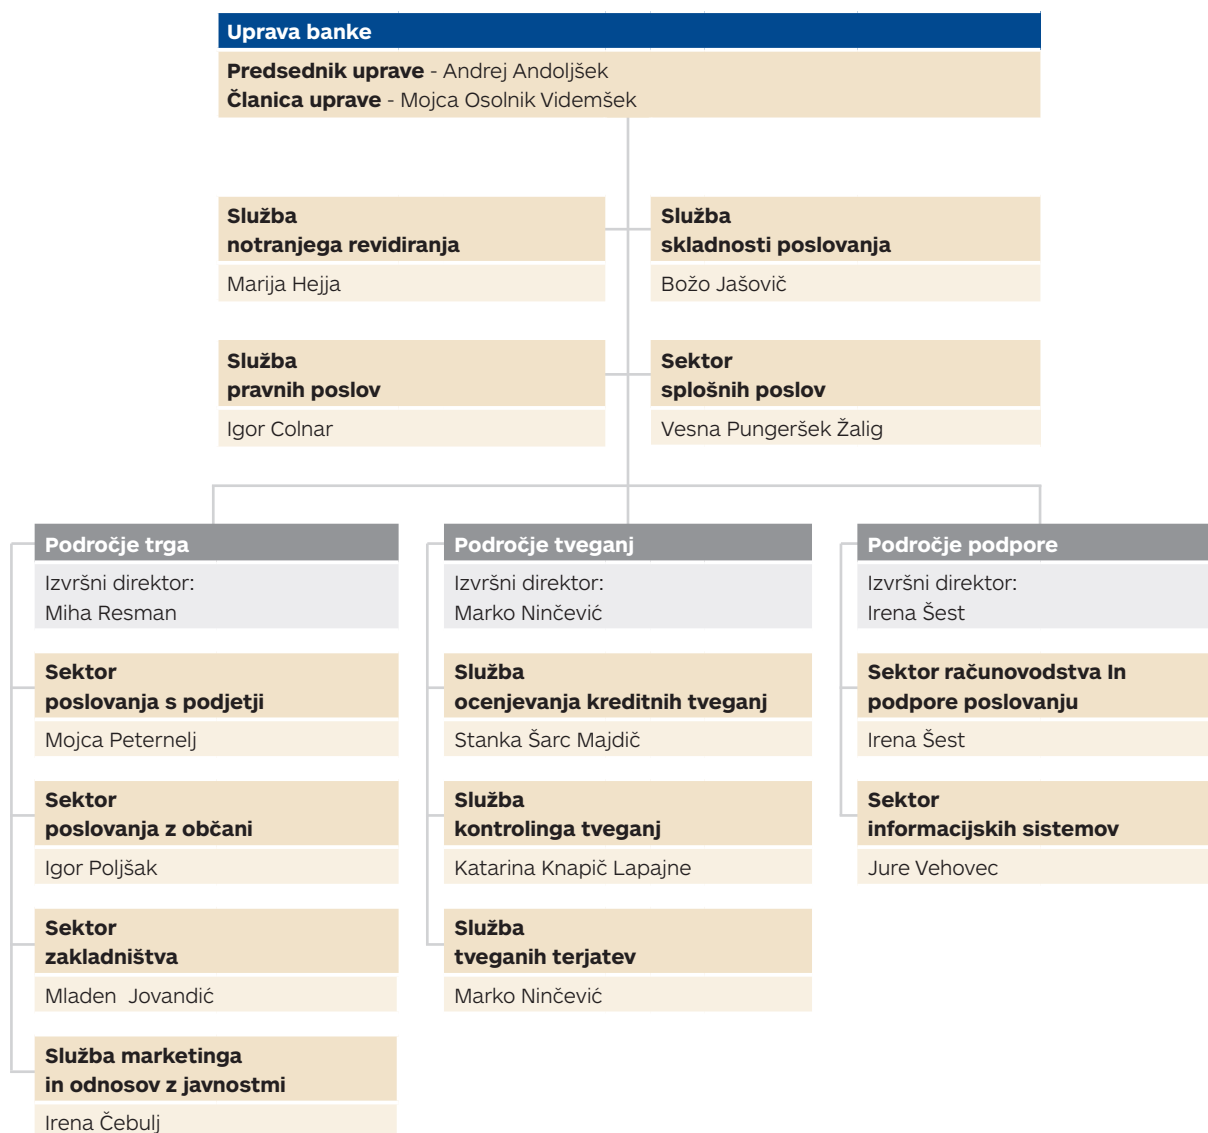 Uprava banke
Predsednik uprave - Andrej Andoljšek
Članica uprave - Mojca Osolnik Videmšek
Služba
notranjega revidiranja
Marija Hejja
Služba
skladnosti poslovanja
Božo Jašovič
Služba
pravnih poslov
Igor Colnar
Sektor
splošnih poslov
Vesna Pungeršek Žalig
Področje trga
Izvršni direktor:
Miha Resman
Sektor
poslovanja s podjetji
Mojca Peternelj
Sektor
poslovanja z občani
Igor Poljšak
Sektor
zakladništva
Mladen Jovandić
Služba marketinga
in odnosov z javnostmi
Irena Čebulj
Področje tveganj
Izvršni direktor:
Marko Ninčević
Služba
ocenjevanja kreditnih tveganj
Stanka Šarc Majdič
Služba
kontrolinga tveganj
Katarina Knapič Lapajne
Služba
tveganih terjatev
Marko Ninčević
Področje podpore
Izvršni direktor:
Irena Šest
Sektor računovodstva In
podpore poslovanju
Irena Šest
Sektor
informacijskih sistemov
Jure Vehovec